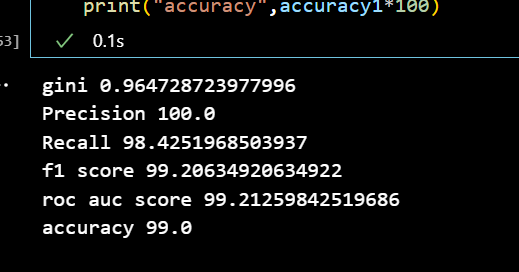 print("accuracy",accuracy1*100)
53]
0.1s
gini 0.964728723977996
Precision 100.0
Recall 98.4251968503937
f1 score 99.20634920634922
roc auc score 99.21259842519686
accuracy 99.0